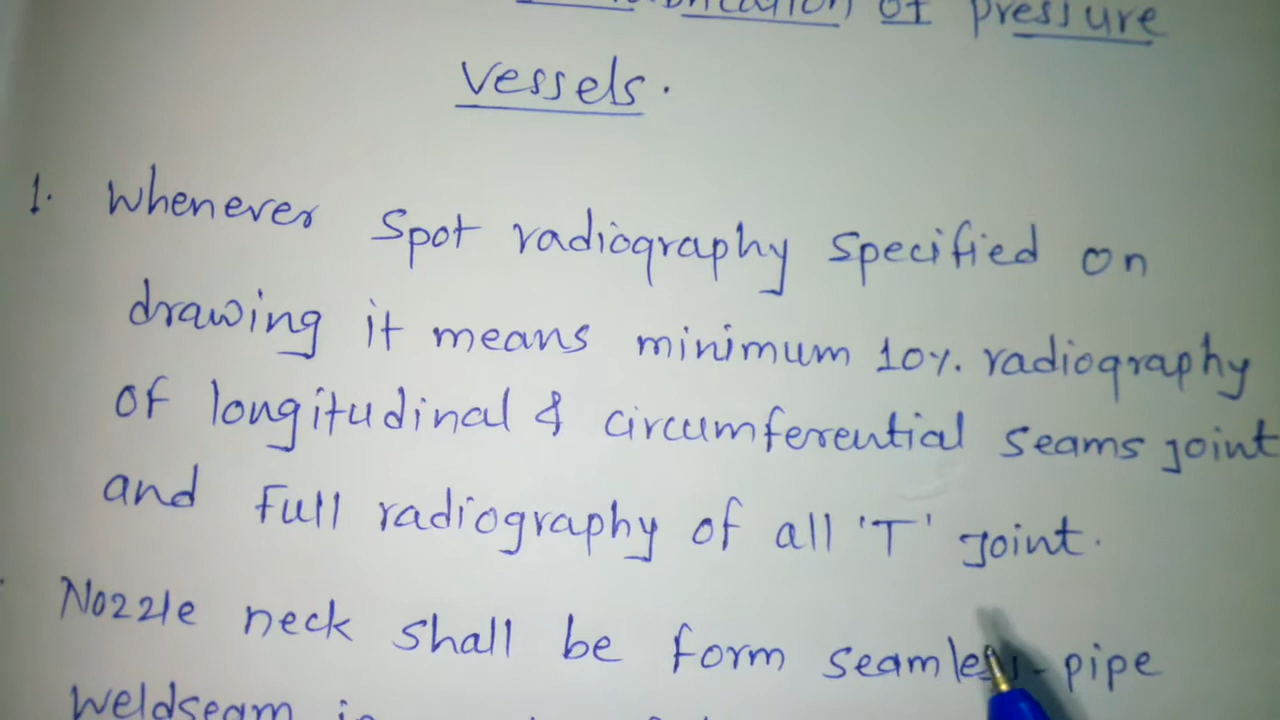 of pressure
vessels.
1. Whenever spot radiography specified on
drawing it means minimum 10%. radiography
of longitudinal & circumferential seams joint
and full radiography of all 'T' joint.
Nozzle neck shall be form seamless pipe
weldseam